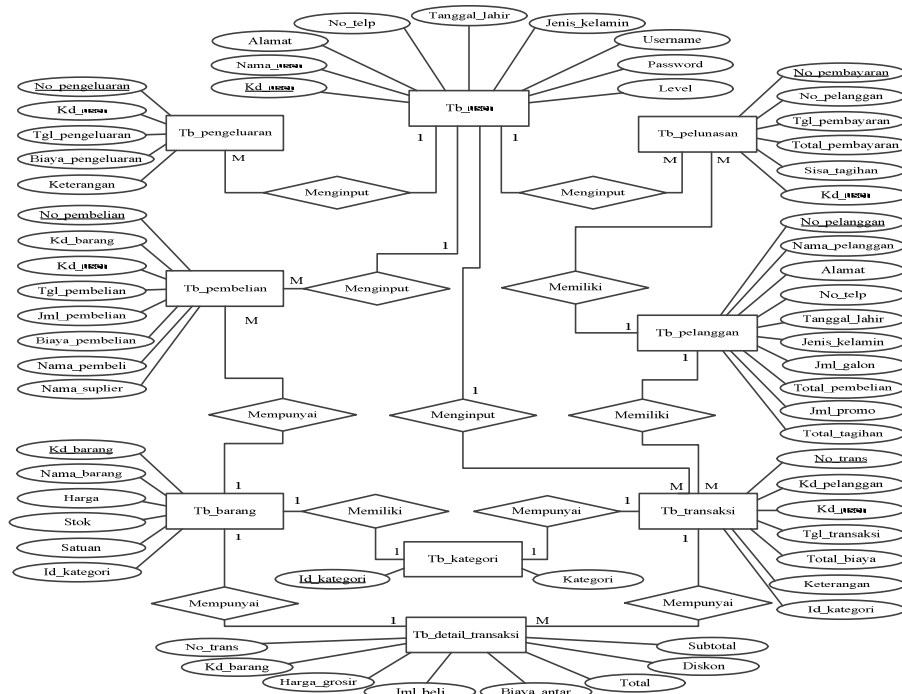 Tanggal_lahir
No_telp
Jenis_kelamin
Alamat
Username
Nama_user
Password
Kd_user
Level
Tb_user
1
1
No_pengeluaran
Kd_user
Tgl_pengeluaran
Biaya_pengeluaran
Keterangan
Tb_pengeluaran
M
Menginput
No_pembayaran
No_pelanggan
Tgl_pembayaran
Total_pembayaran
Sisa_tagihan
Kd_user
Tb_pelunasan
M
M
Menginput
No_pembelian
Kd_barang
Kd_user
Tgl_pembelian
Jml_pembelian
Biaya_pembelian
Nama_pembeli
Nama_suplier
Tb_pembelian
M
M
1
Menginput
Memiliki
1
No_pelanggan
Nama_pelanggan
Alamat
No_telp
Tanggal_lahir
Jenis_kelamin
Jml_galon
Total_pembelian
Jml_promo
Total_tagihan
Tb_pelanggan
1
Mempunyai
1
1
Menginput
Memiliki
M
M
Kd_barang
Nama_barang
Harga
Stok
Satuan
Id_kategori
Tb_barang
1
1
Memiliki
1
Tb_kategori
Id_kategori
Kategori
1
Mempunyai
1
Tb_transaksi
1
No_trans
Kd_pelanggan
Kd_user
Tgl_transaksi
Total_biaya
Keterangan
Id_kategori
Mempunyai
1
Mempunyai
M
Tb_detail_transaksi
No_trans
Kd_barang
Harga_grosir
Jml_beli
Biaya_antar
Total
Diskon
Subtotal